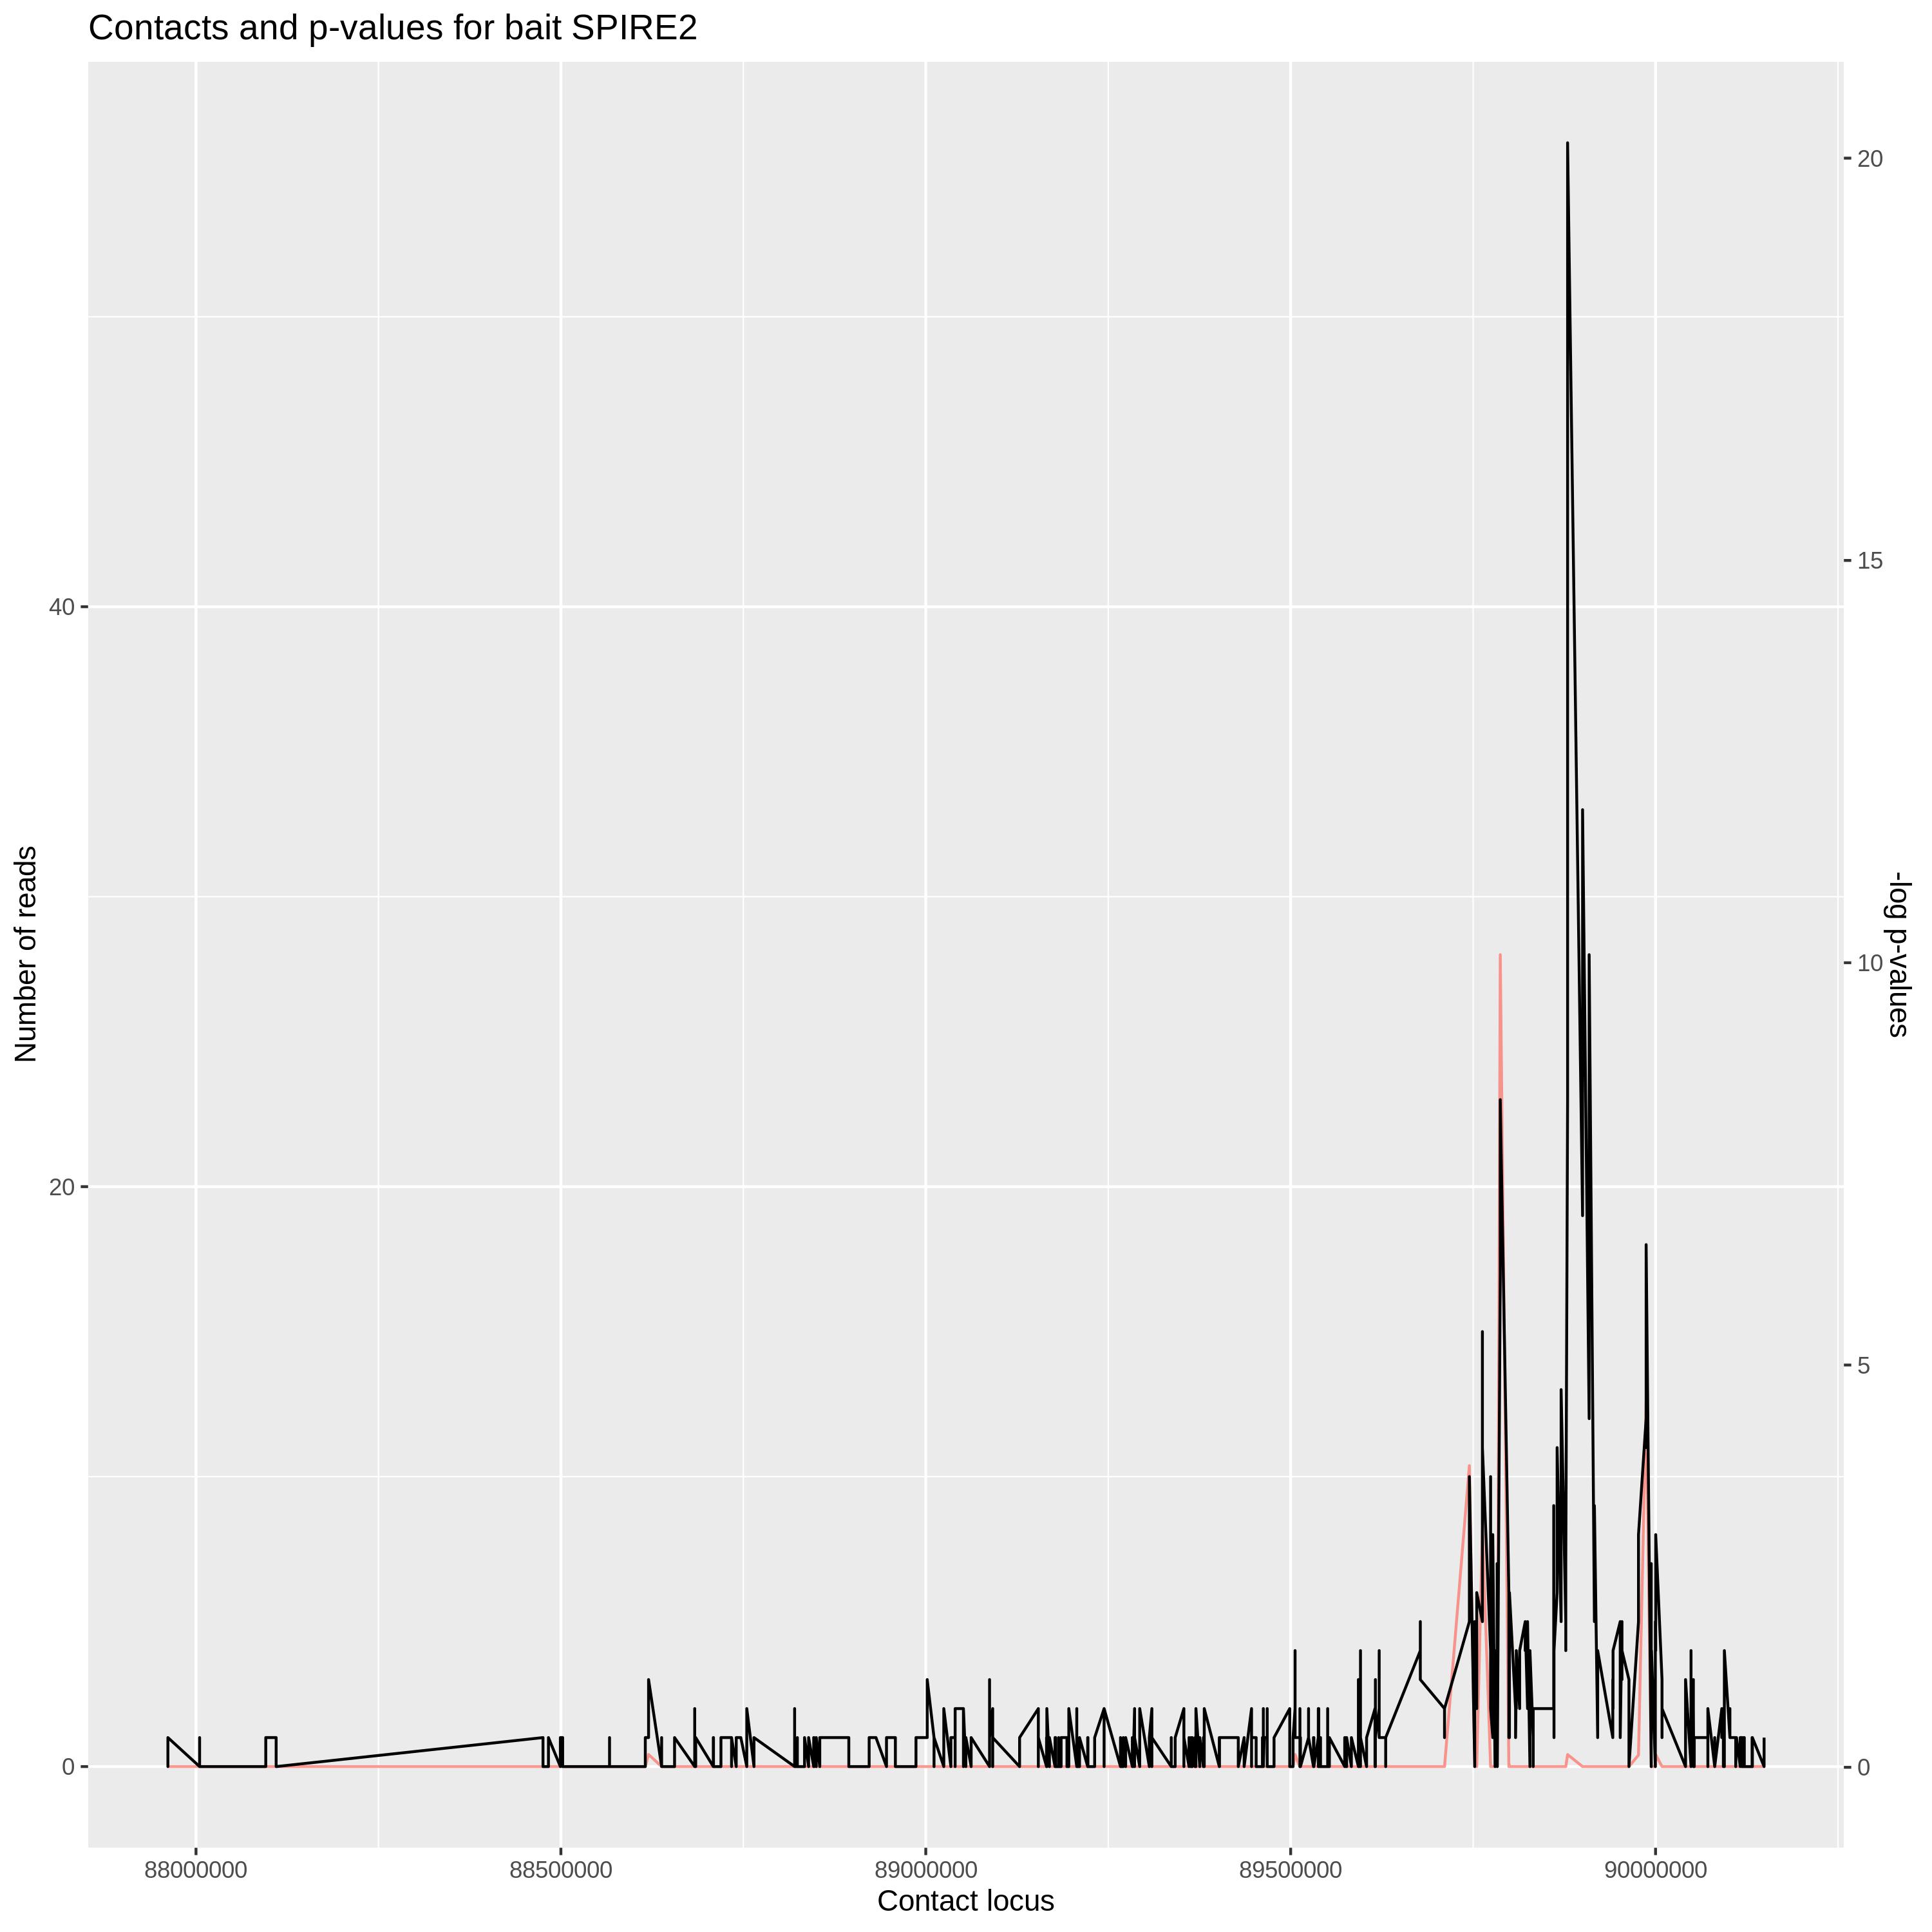 Contacts and p-values for bait SPIRE2
20
15
40
10
20
5
0
0
Number of reads
-log p-values
88000000 88500000 89000000 89500000 90000000
Contact locus